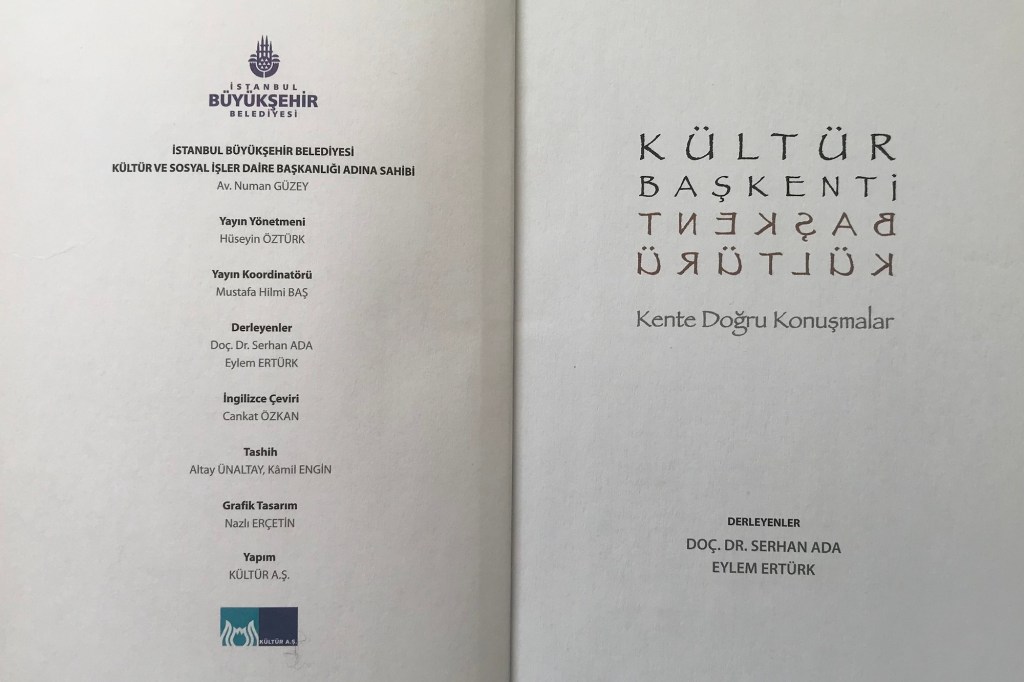 İSTANBUL
BÜYÜKŞEHİR
BELEDİYESİ
İSTANBUL BÜYÜKŞEHİR BELEDİYESİ
KÜLTÜR VE SOSYAL İŞLER DAİRE BAŞKANLIĞI ADINA SAHİBİ
Av. Numan GÜZEY
Yayın Yönetmeni
Hüseyin ÖZTÜRK
Yayın Koordinatörü
Mustafa Hilmi BAŞ
Derleyenler
Doç. Dr. Serhan ADA
Eylem ERTÜRK
İngilizce Çeviri
Cankat ÖZKAN
Tashih
Altay ÜNALTAY, Kâmil ENGİN
Grafik Tasarım
Nazlı ERÇETİN
Yapım
KÜLTÜR A.Ş.
KÜLTÜR A.Ş.
KÜLTÜR
BAŞKENTİ
BAŞKENT
KÜLTÜRÜ
Kente Doğru Konuşmalar
DERLEYENLER
DOÇ. DR. SERHAN ADA
EYLEM ERTÜRK